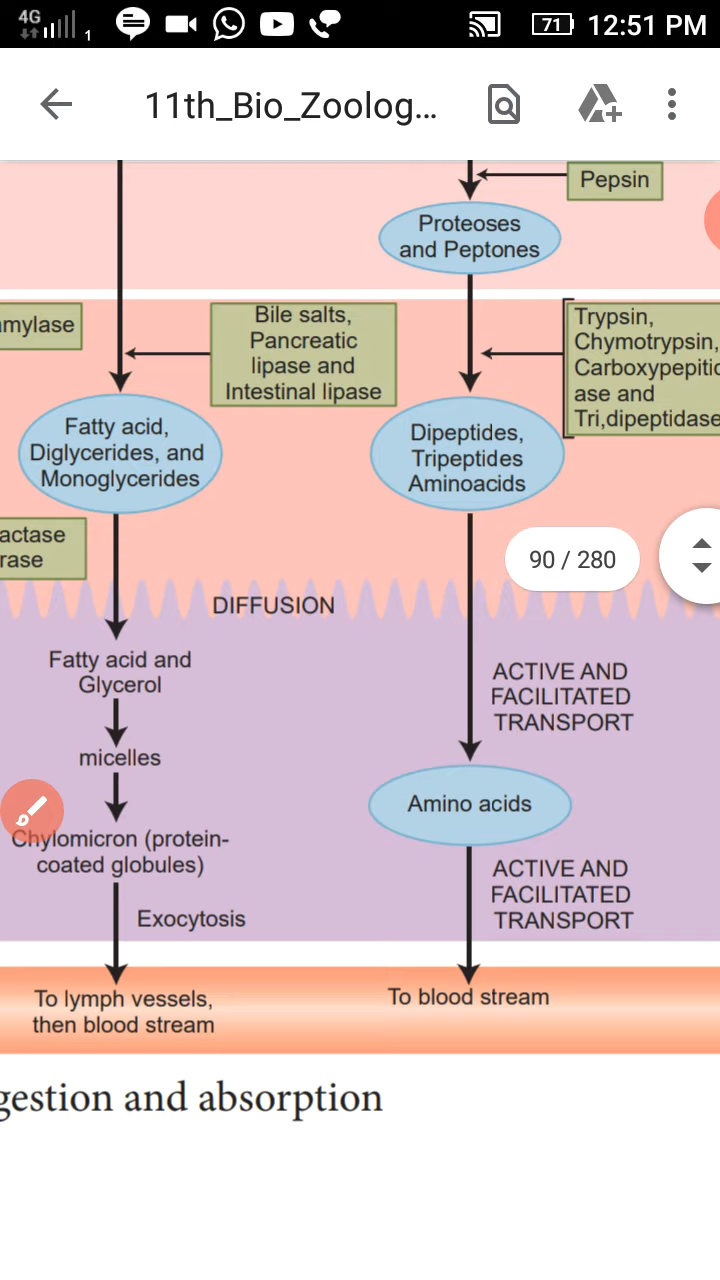 4G
1
71
12:51 PM
11th_Bio_Zoolog...
Pepsin
Proteoses
and Peptones
mylase
Bile salts,
Pancreatic
lipase and
Intestinal lipase
Trypsin,
Chymotrypsin,
Carboxypepitic
ase and
Tri,dipeptidase
Fatty acid,
Diglycerides, and
Monoglycerides
Dipeptides,
Tripeptides
Aminoacids
actase
rase
90 / 280
DIFFUSION
Fatty acid and
Glycerol
ACTIVE AND
FACILITATED
TRANSPORT
micelles
Amino acids
Chylomicron (protein-
coated globules)
ACTIVE AND
FACILITATED
TRANSPORT
Exocytosis
To lymph vessels,
then blood stream
To blood stream
gestion and absorption